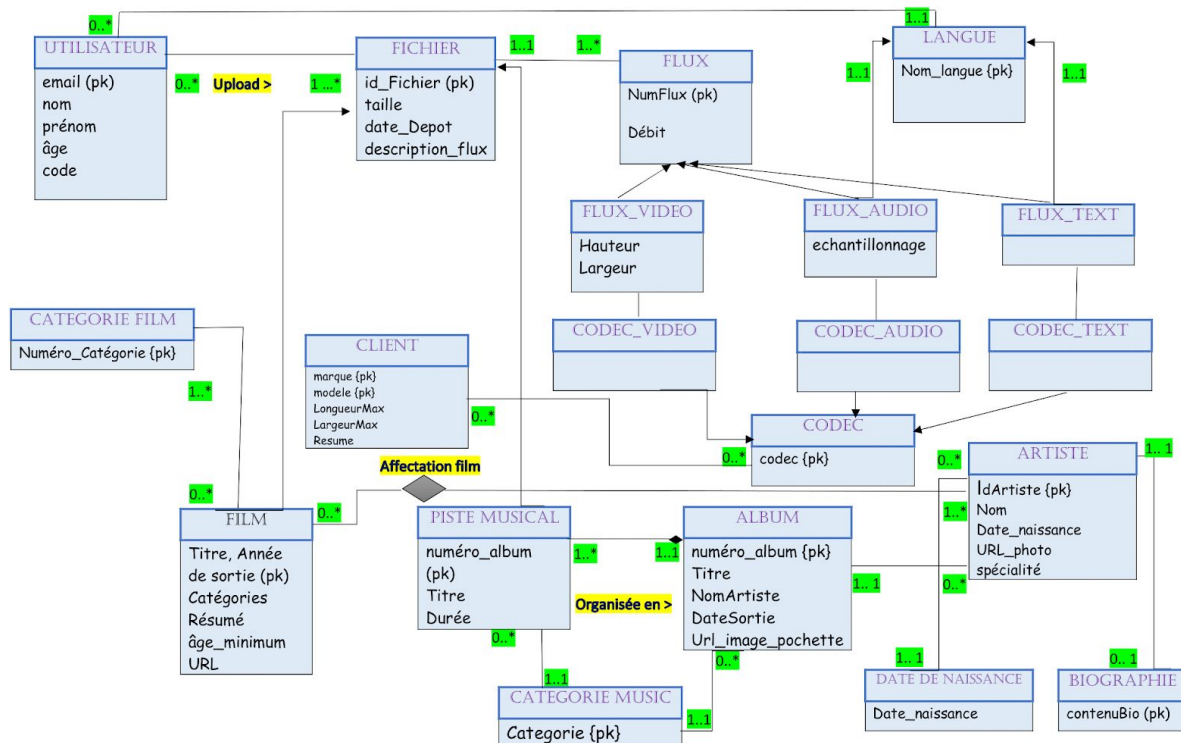 0..*
1..1
UTILISATEUR
email (pk)
nom
prénom
âge
code
0..*
Upload >
1 ...*
FICHIER
id_Fichier (pk)
taille
date_Depot
description_flux
1..1
1..*
FLUX
NumFlux (pk)
Débit
LANGUE
Nom_langue {pk}
1..1
1..1
FLUX_VIDEO
Hauteur
Largeur
FLUX_AUDIO
echantillonnage
FLUX_TEXT
CODEC_VIDEO
CODEC_AUDIO
CODEC_TEXT
CATEGORIE FILM
Numéro_Catégorie {pk}
1..*
CLIENT
marque {pk}
modele {pk}
LongueurMax
LargeurMax
Resume
0..*
0..*
CODEC
codec {pk}
Affectation film
0..*
0..*
FILM
Titre, Année
de sortie (pk)
Catégories
Résumé
âge_minimum
URL
PISTE MUSICAL
numéro_album
(pk)
Titre
Durée
1..*
1..1
Organisée en >
ALBUM
numéro_album {pk}
Titre
NomArtiste
DateSortie
Url_image_pochette
1..1
0..*
1..*
0..*
1..1
ARTISTE
IdArtiste {pk}
Nom
Date_naissance
URL_photo
spécialité
0..*
1..1
0..*
1..1
CATEGORIE MUSIC
Categorie {pk}
1..1
DATE DE NAISSANCE
Date_naissance
0.. 1
BIOGRAPHIE
contenuBio (pk)